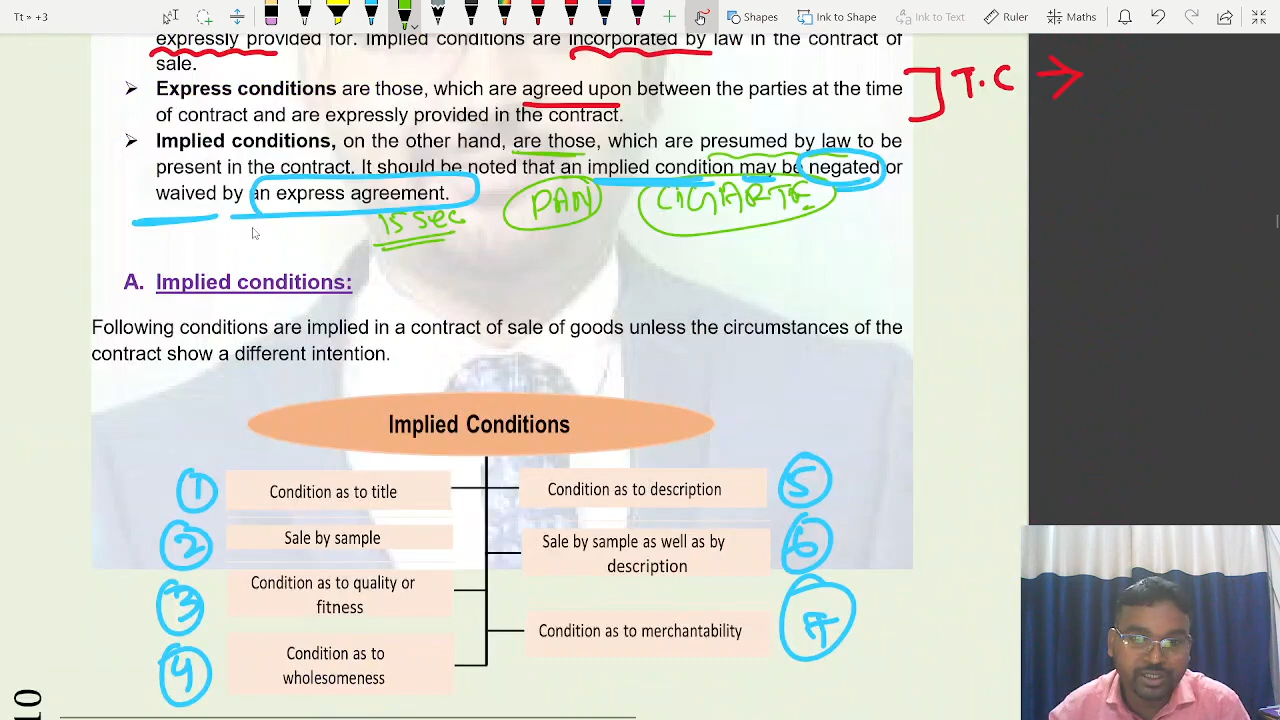 Tt > +3
Shapes Ink to Shape Ink to Text Ruler Maths
expressly provided for. Implied conditions are incorporated by law in the contract of
sale.
➢ Express conditions are those, which are agreed upon between the parties at the time
of contract and are expressly provided in the contract.
T.C →
➢ Implied conditions, on the other hand, are those, which are presumed by law to be
present in the contract. It should be noted that an implied condition may be negated or
waived by an express agreement.
15 sec PAN CIGARTE
A. Implied conditions:
Following conditions are implied in a contract of sale of goods unless the circumstances of the
contract show a different intention.
Implied Conditions
1 Condition as to title
2 Sale by sample
3 Condition as to quality or
fitness
4 Condition as to
wholesomeness
Condition as to description 5
Sale by sample as well as by
description 6
Condition as to merchantability 7
10